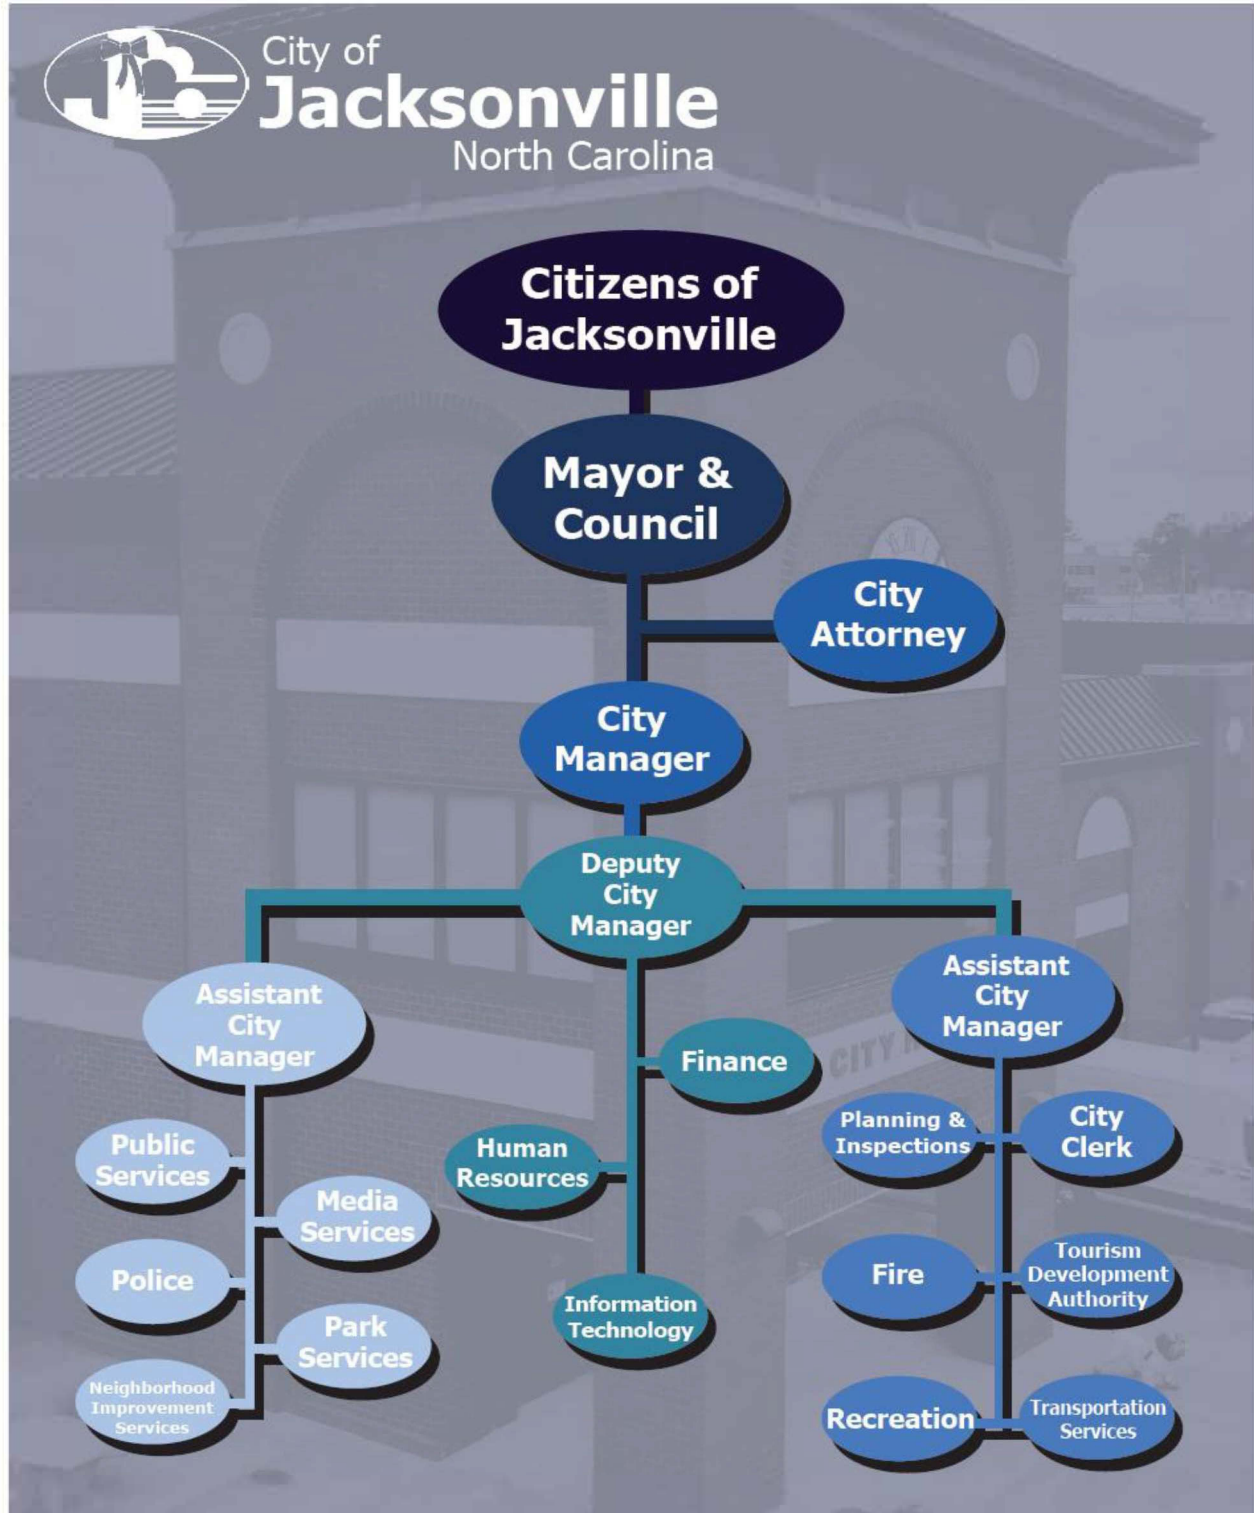 City of
Jacksonville
North Carolina
Citizens of
Jacksonville
Mayor &
Council
City
Attorney
City
Manager
Deputy
City
Manager
Assistant
City
Manager
Public
Services
Media
Services
Police
Park
Services
Neighborhood
Improvement
Services
Finance
Human
Resources
Information
Technology
Assistant
City
Manager
Planning &
Inspections
City
Clerk
Fire
Tourism
Development
Authority
Recreation
Transportation
Services
CITY